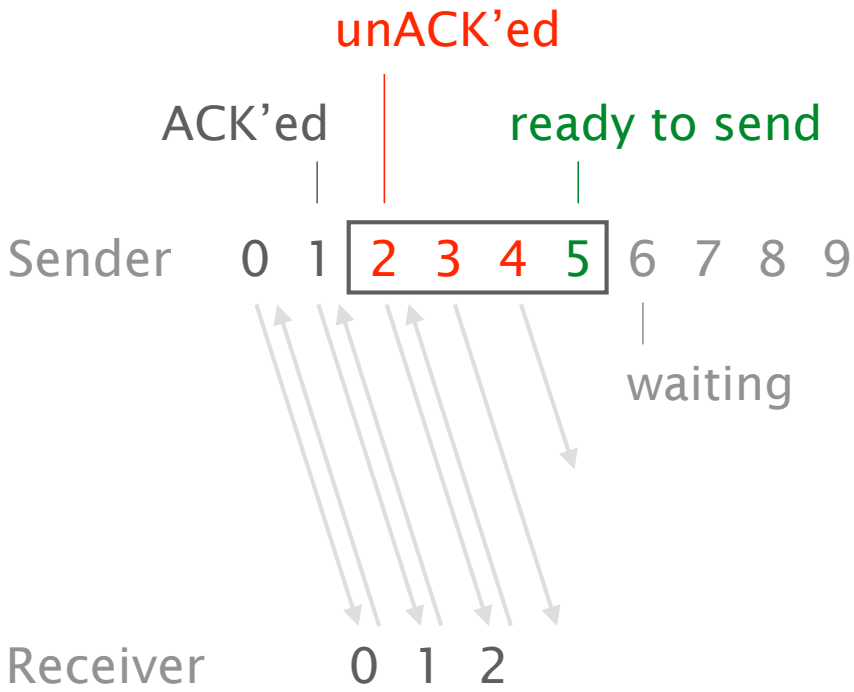 unACK’ed
ACK’ed ready to send
Sender 0 1 2 3 4 5 6 7 8 9
waiting
Receiver 0 1 2